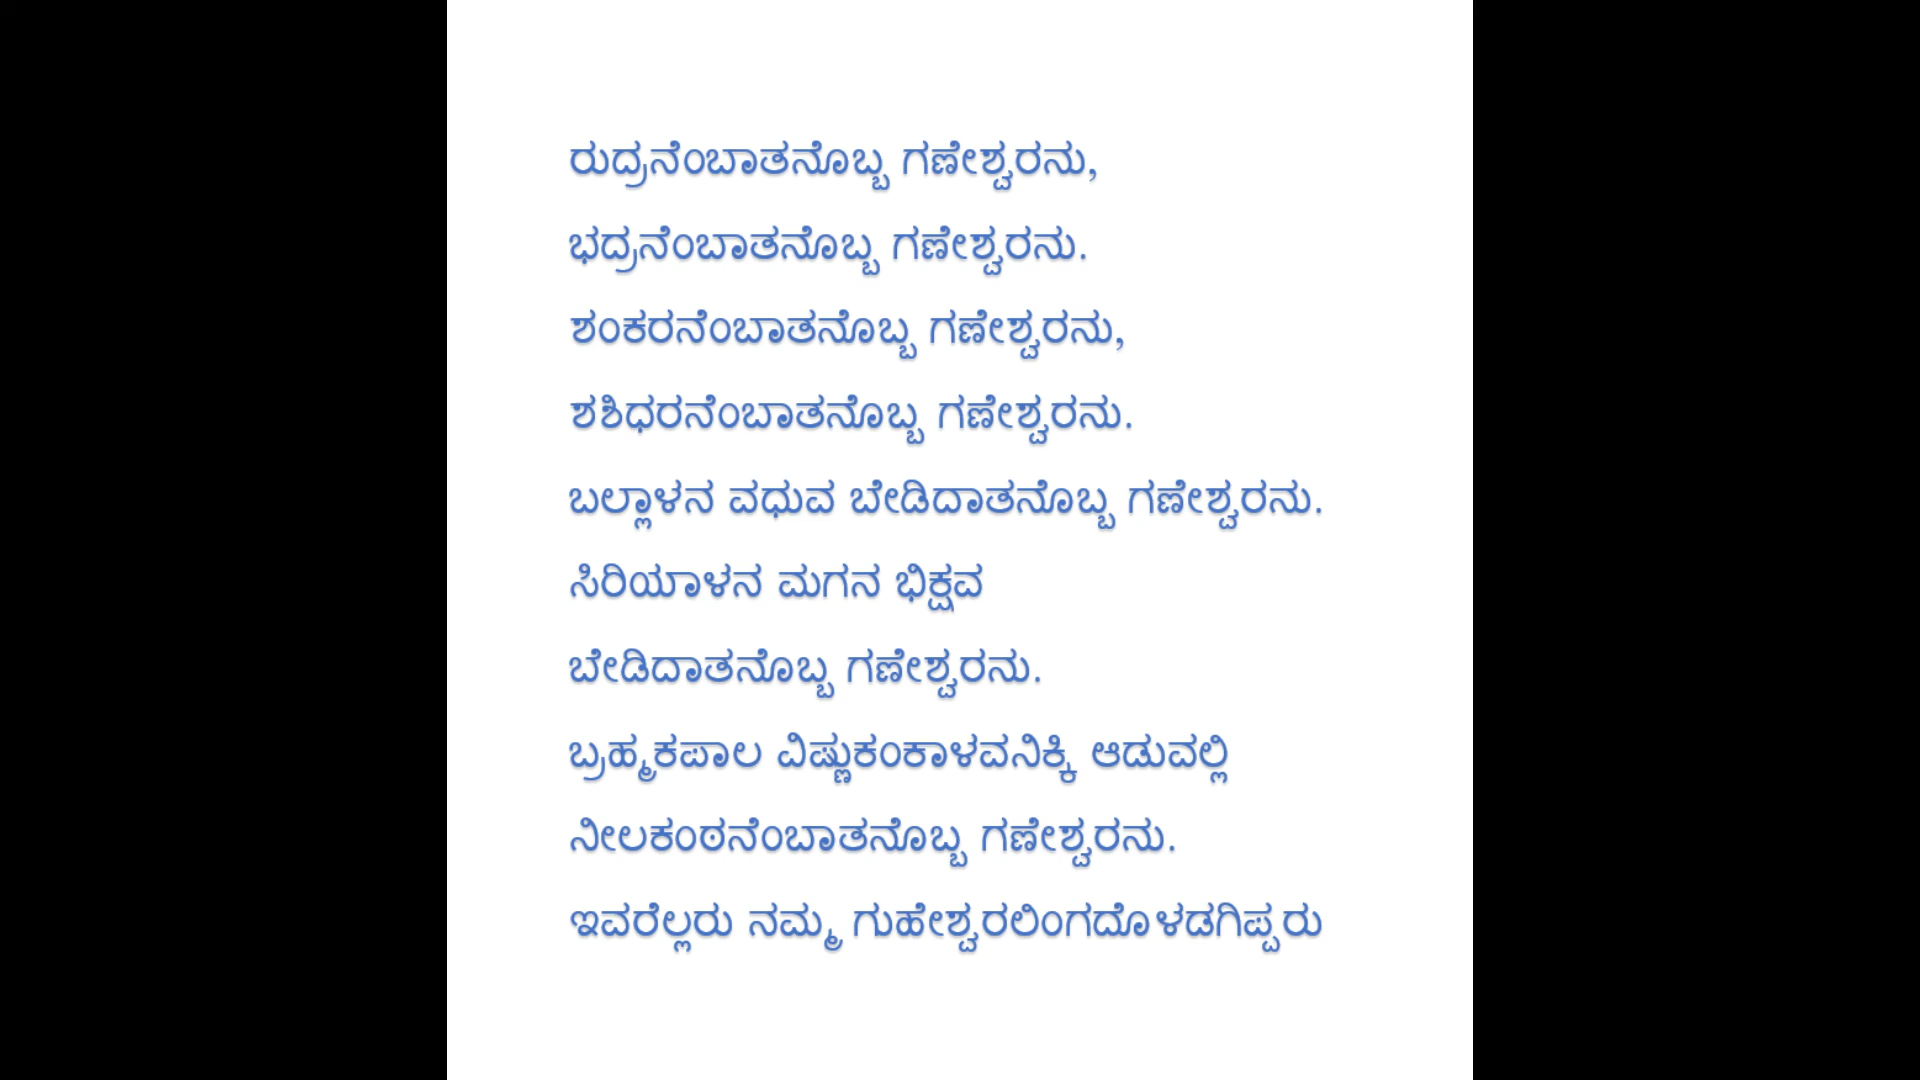 ರುದ್ರನೆಂಬಾತನೊಬ್ಬ ಗಣೇಶ್ವರನು,
ಭದ್ರನೆಂಬಾತನೊಬ್ಬ ಗಣೇಶ್ವರನು.
ಶಂಕರನೆಂಬಾತನೊಬ್ಬ ಗಣೇಶ್ವರನು,
ಶಶಿಧರನೆಂಬಾತನೊಬ್ಬ ಗಣೇಶ್ವರನು.
ಬಲ್ಲಾಳನ ವಧುವ ಬೇಡಿದಾತನೊಬ್ಬ ಗಣೇಶ್ವರನು.
ಸಿರಿಯಾಳನ ಮಗನ ಭಿಕ್ಷವ
ಬೇಡಿದಾತನೊಬ್ಬ ಗಣೇಶ್ವರನು.
ಬ್ರಹ್ಮಕಪಾಲ ವಿಷ್ಣುಕಂಕಾಳವನಿಕ್ಕಿ ಆಡುವಲ್ಲಿ
ನೀಲಕಂಠನೆಂಬಾತನೊಬ್ಬ ಗಣೇಶ್ವರನು.
ಇವರೆಲ್ಲರು ನಮ್ಮ ಗುಹೇಶ್ವರಲಿಂಗದೊಳಡಗಿಪ್ಪರು